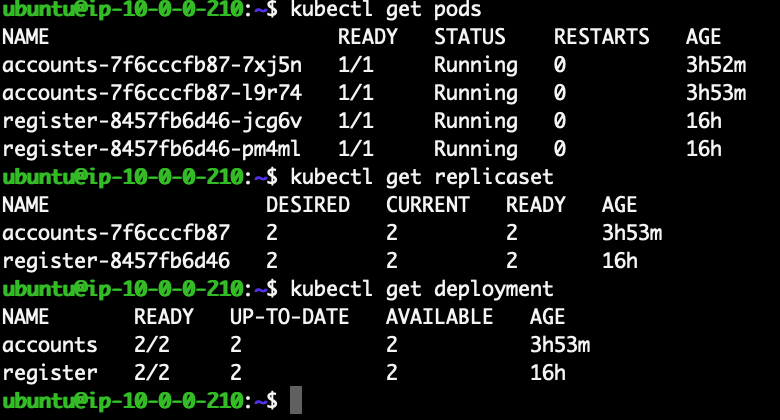 ubuntu@ip-10-0-0-210:~$ kubectl get pods
NAME READY STATUS RESTARTS AGE
accounts-7f6cccfb87-7xj5n 1/1 Running 0 3h52m
accounts-7f6cccfb87-l9r74 1/1 Running 0 3h53m
register-8457fb6d46-jcg6v 1/1 Running 0 16h
register-8457fb6d46-pm4ml 1/1 Running 0 16h
ubuntu@ip-10-0-0-210:~$ kubectl get replicaset
NAME DESIRED CURRENT READY AGE
accounts-7f6cccfb87 2 2 2 3h53m
register-8457fb6d46 2 2 2 16h
ubuntu@ip-10-0-0-210:~$ kubectl get deployment
NAME READY UP-TO-DATE AVAILABLE AGE
accounts 2/2 2 2 3h53m
register 2/2 2 2 16h
ubuntu@ip-10-0-0-210:~$